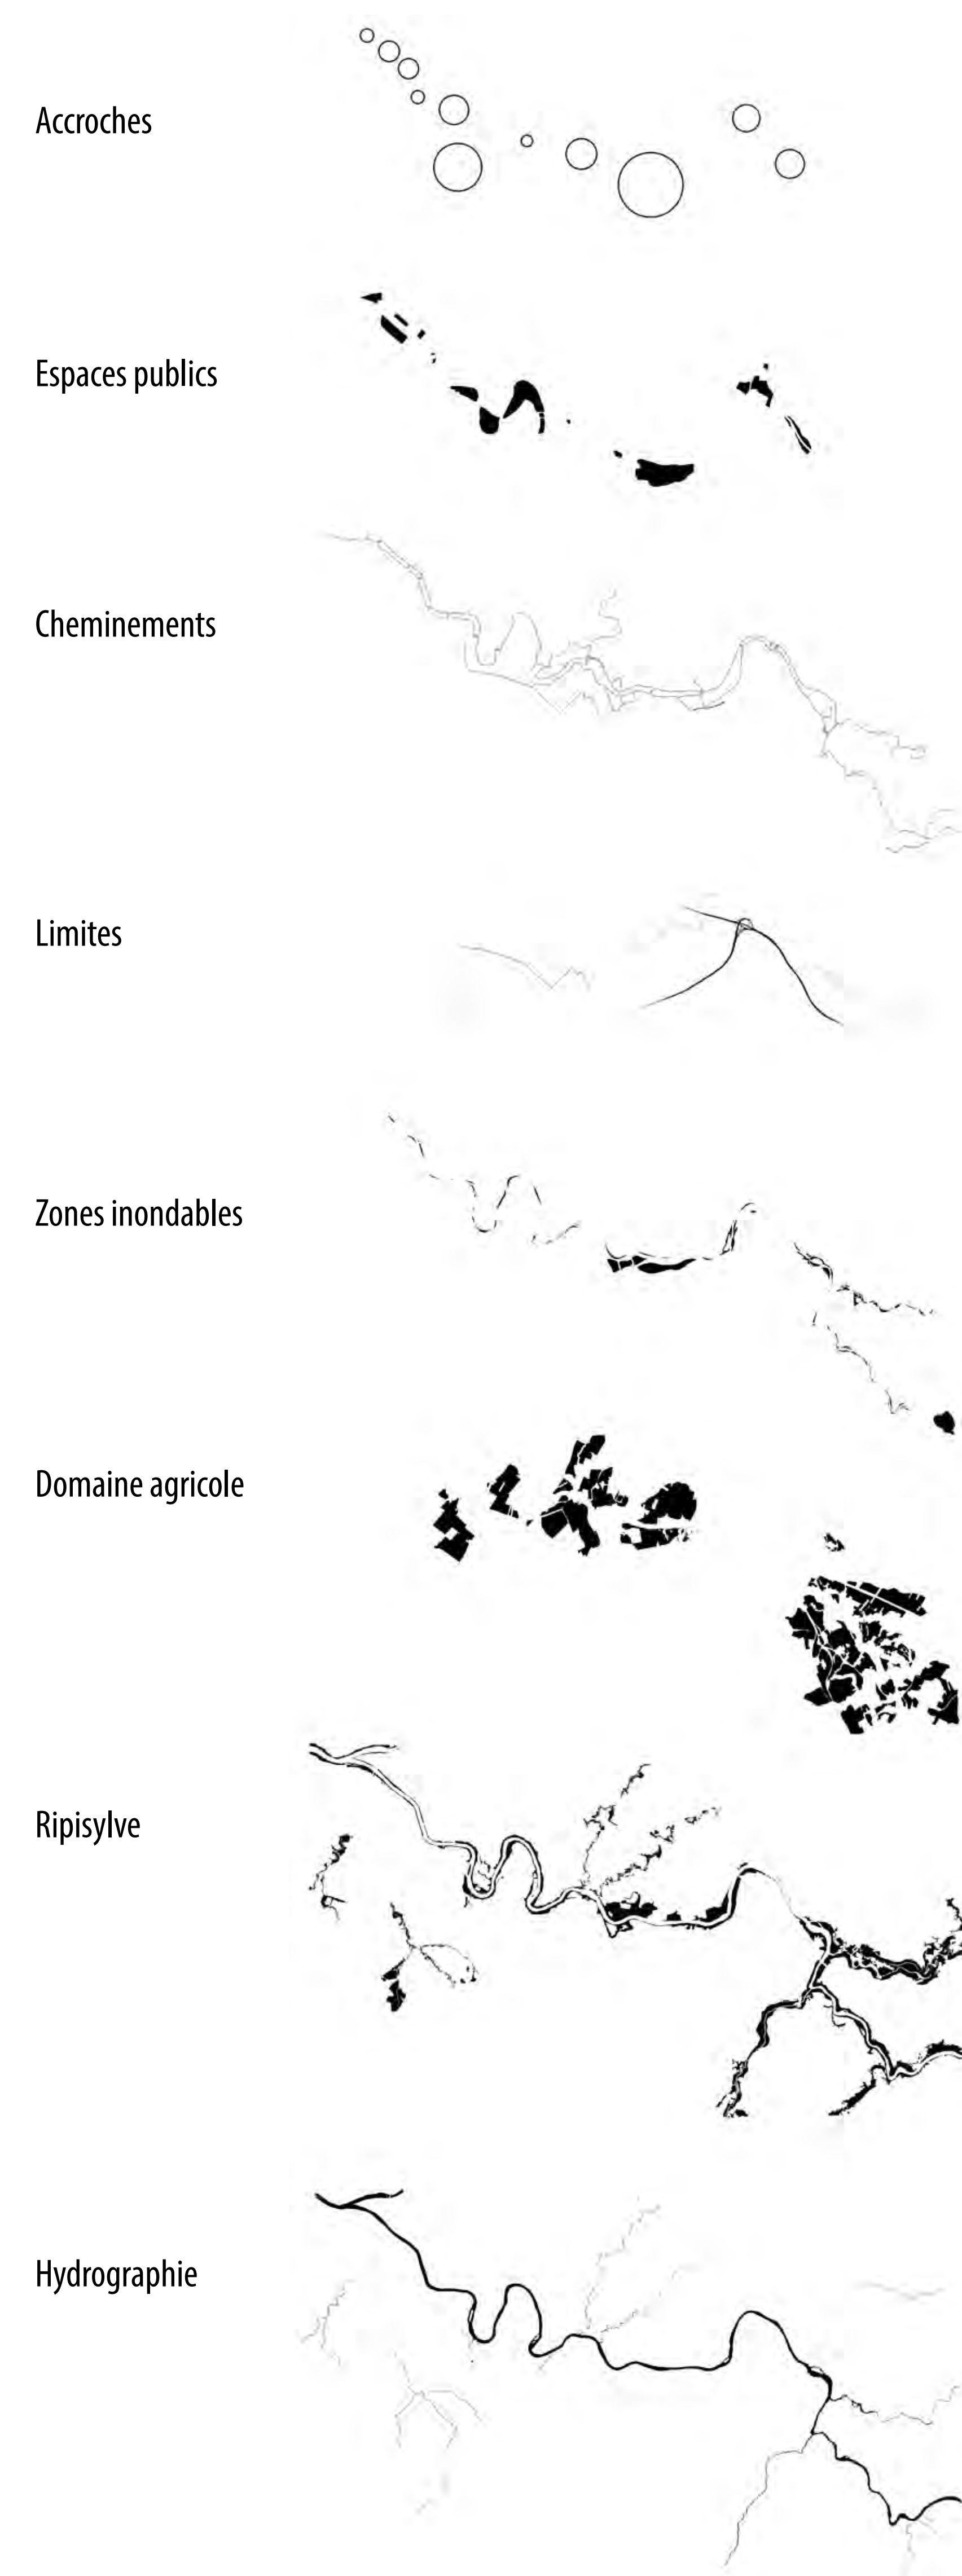 Accroches
Espaces publics
Cheminements
Limites
Zones inondables
Domaine agricole
Ripisylve
Hydrographie